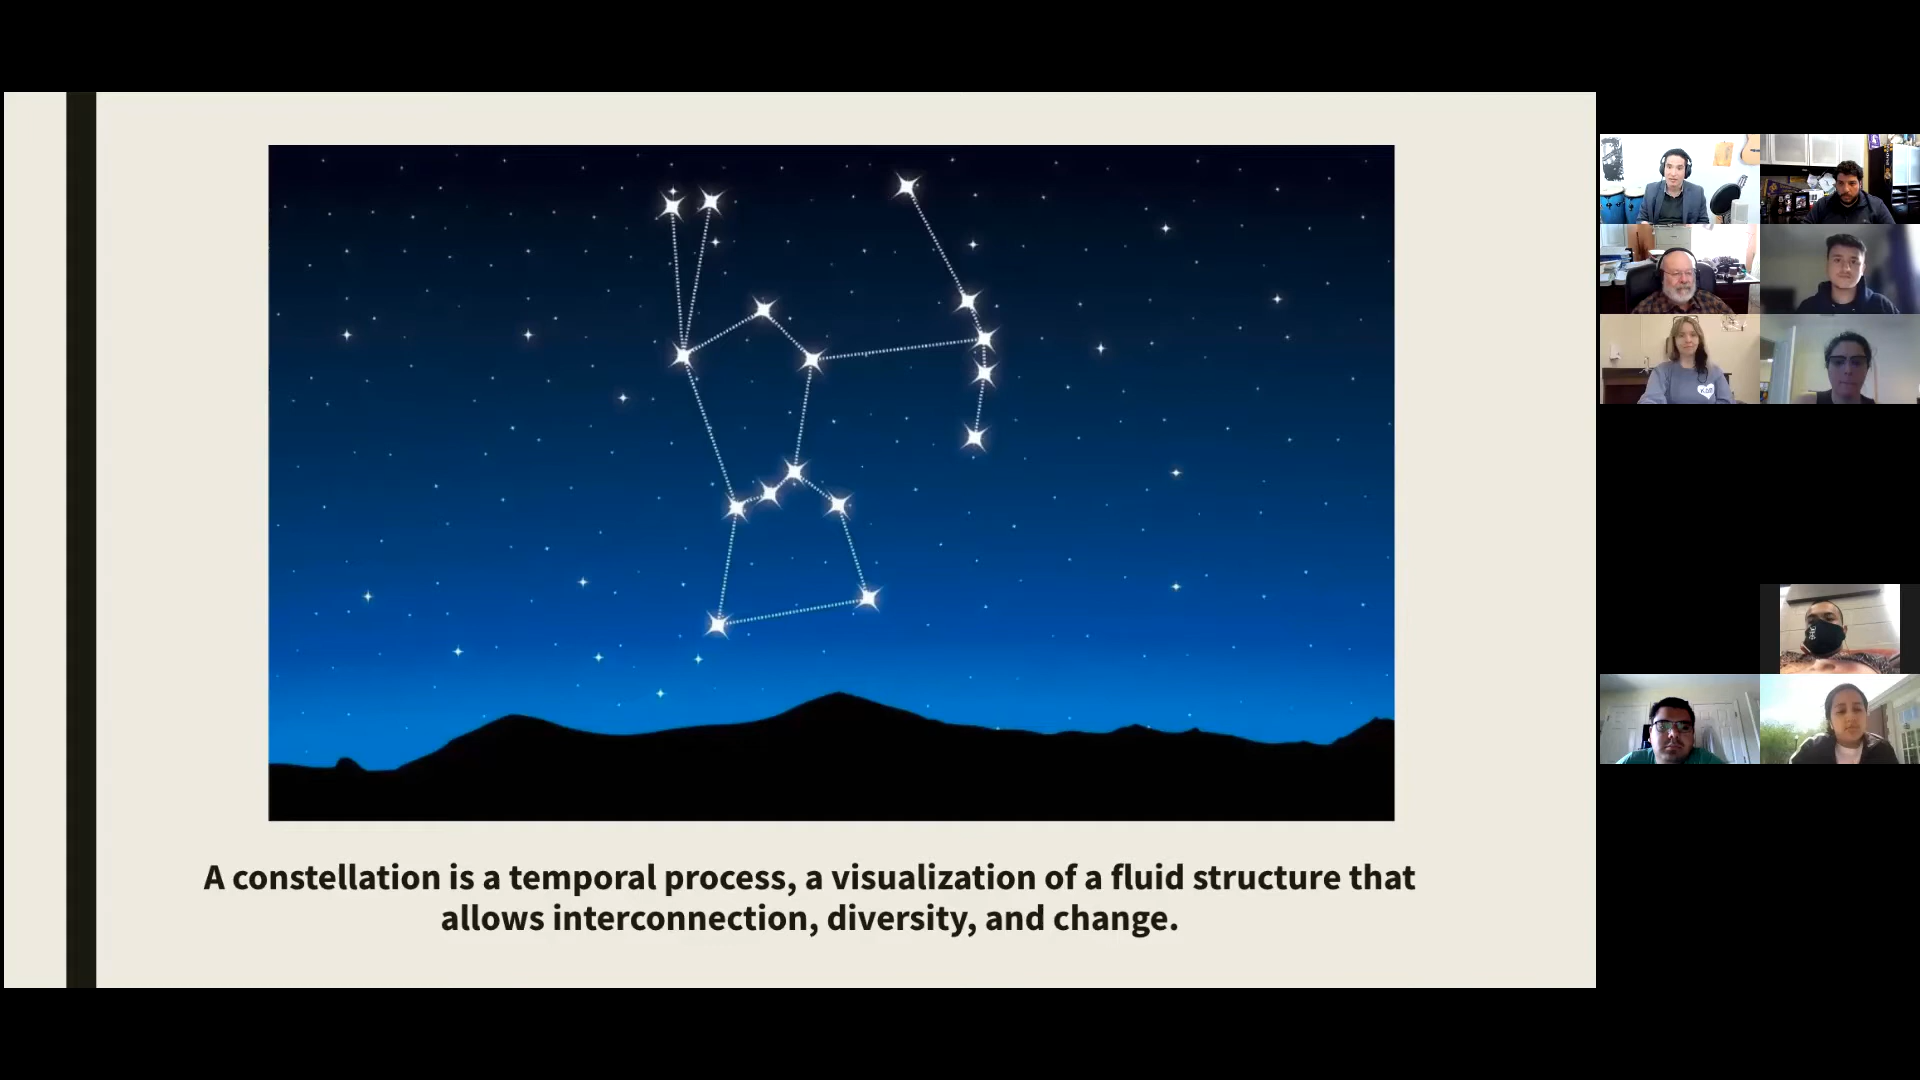 A constellation is a temporal process, a visualization of a fluid structure that
allows interconnection, diversity, and change.